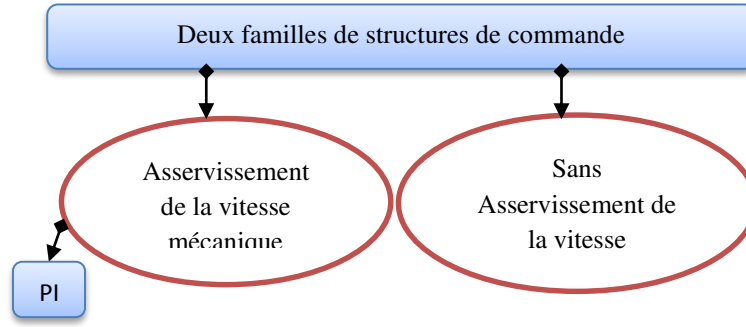 Deux familles de structures de commande
Asservissement
de la vitesse
mécanique
Sans
Asservissement de
la vitesse
PI